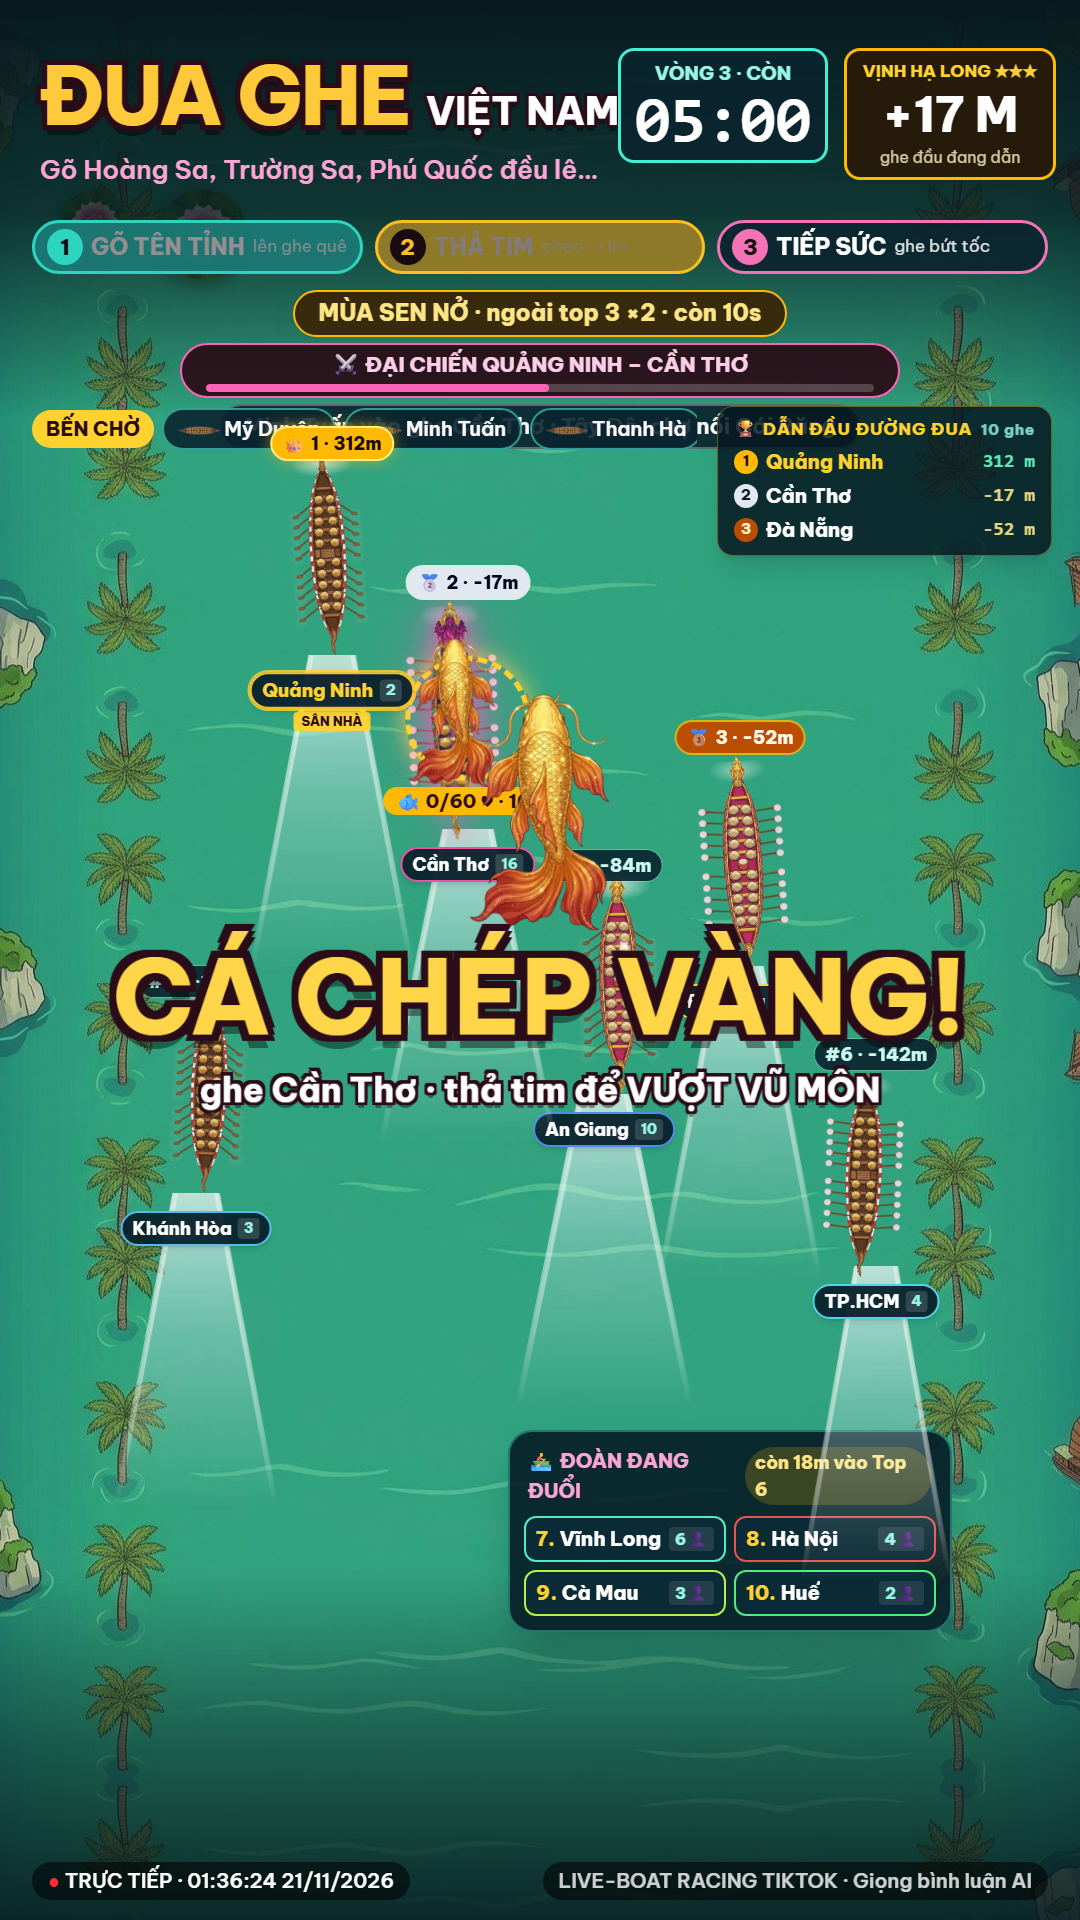 ĐUA GHE VIỆT NAM
Gõ Hoàng Sa, Trường Sa, Phú Quốc đều lê...
VÒNG 3 · CÒN
05:00
VỊNH HẠ LONG ★★★
+17 M
ghe đầu đang dẫn
1 GÕ TÊN TỈNH lên ghe quê
2 THẢ TIM chèo +1m
3 TIẾP SỨC ghe bứt tốc
MÙA SEN NỞ · ngoài top 3 ×2 · còn 10s
⚔️ ĐẠI CHIẾN QUẢNG NINH – CẦN THƠ
BẾN CHỜ
Mỹ Duyên
Minh Tuấn
Thanh Hà
🏆 DẪN ĐẦU ĐƯỜNG ĐUA 10 ghe
1 Quảng Ninh 312 m
2 Cần Thơ -17 m
3 Đà Nẵng -52 m
1 · 312m
2 · -17m
Quảng Ninh 2
SÂN NHÀ
3 · -52m
0/60
Cần Thơ 16
-84m
CÁ CHÉP VÀNG!
#6 · -142m
ghe Cần Thơ · thả tim để VƯỢT VŨ MÔN
An Giang 10
Khánh Hòa 3
TP.HCM 4
ĐOÀN ĐANG ĐUỔI
còn 18m vào Top 6
7. Vĩnh Long 6
8. Hà Nội 4
9. Cà Mau 3
10. Huế 2
● TRỰC TIẾP · 01:36:24 21/11/2026
LIVE-BOAT RACING TIKTOK · Giọng bình luận AI